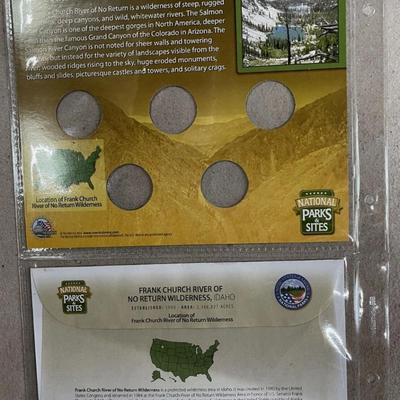 Church River of No Return is a wilderness of steep, rugged
deep canyons, and wild, whitewater rivers. The Salmon
Canyon is one of the deepest gorges in North America, deeper
the famous Grand Canyon of the Colorado in Arizona. The
Salmon River Canyon is not noted for sheer walls and towering
but instead for the variety of landscapes visible from the
wooded ridges rising to the sky, huge eroded monuments,
bluffs and slides, picturesque castles and towers, and solitary crags.
Location of Frank Church
River of No Return Wilderness
NATIONAL
PARKS
& SITES
NATIONAL
PARKS
& SITES
FRANK CHURCH RIVER OF
NO RETURN WILDERNESS, IDAHO
Location of
Frank Church River of No Return Wilderness
Frank Church River of No Return Wilderness is a protected wilderness area in Idaho. It was created in 1980 by the United
States Congress and renamed in 1984 as the Frank Church River of No Return Wilderness Area in honor of U.S. Senator Frank